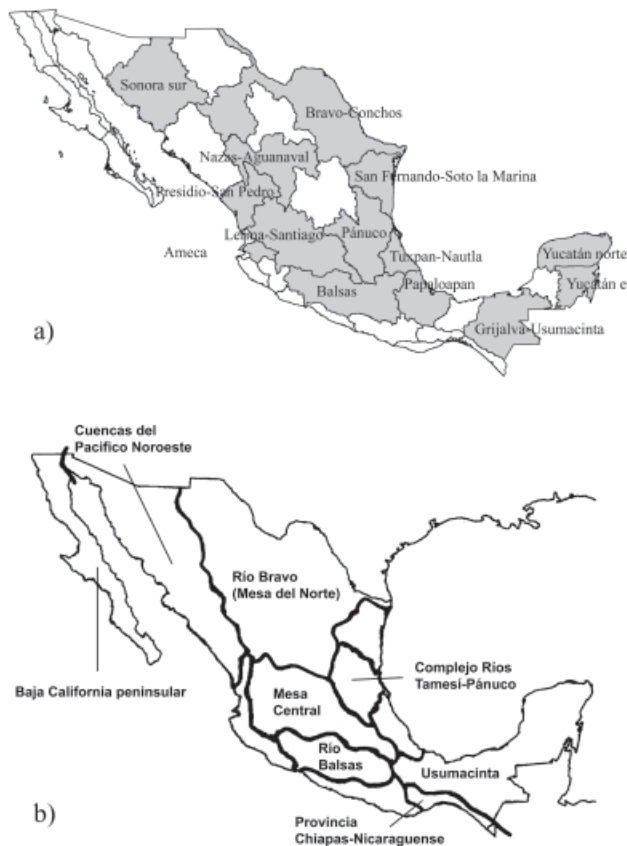 Sonora sur
Bravo-Conchos
Nazas-Aguanaval
San Fernando-Soto la Marina
Presidio-San Pedro
Lerma-Santiago
Pánuco
Ameca
Tuxpan-Nautla
Yucatán norte
Balsas
Papaloapan
Yucatán e
Grijalva-Usumacinta
a)
Cuencas del
Pacífico Noroeste
Río Bravo
(Mesa del Norte)
Complejo Ríos
Tamesí-Pánuco
Baja California peninsular
Mesa
Central
Río
Balsas
Usumacinta
b)
Provincia
Chiapas-Nicaraguense